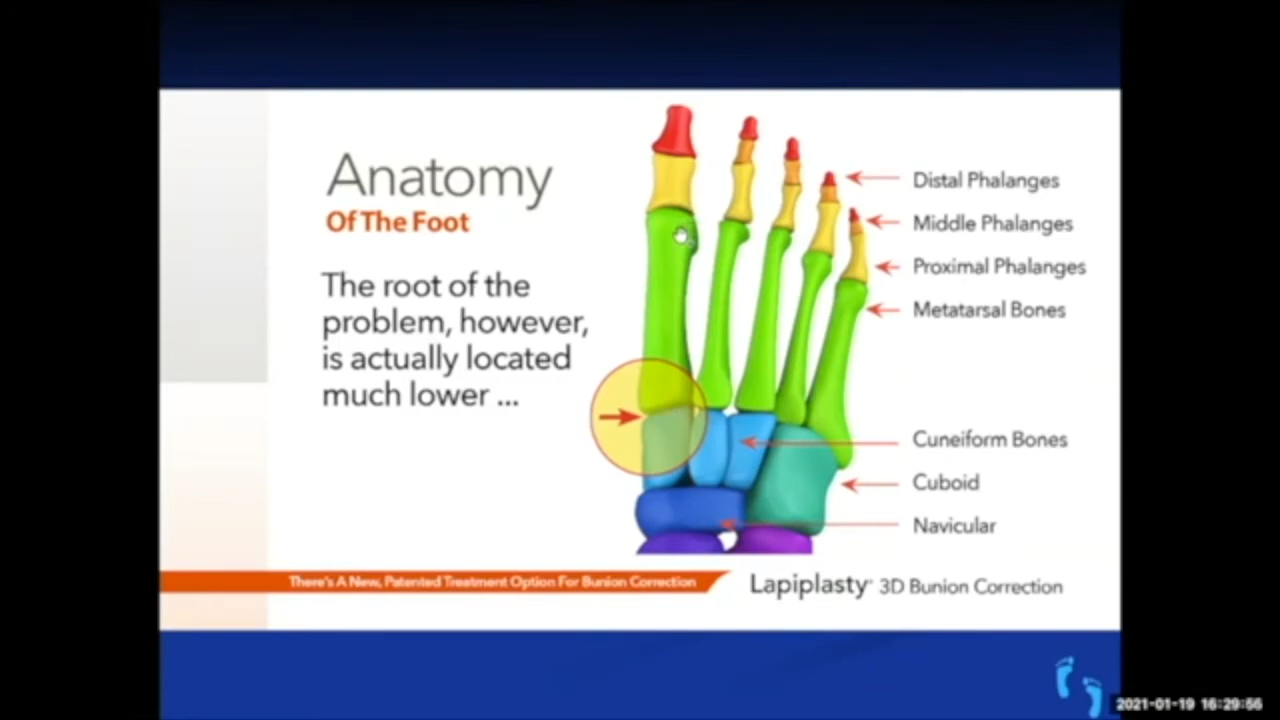 Anatomy
Of The Foot
The root of the
problem, however,
is actually located
much lower ...
Distal Phalanges
Middle Phalanges
Proximal Phalanges
Metatarsal Bones
Cuneiform Bones
Cuboid
Navicular
There's A New, Patented Treatment Option For Bunion Correction
Lapiplasty® 3D Bunion Correction
2021-01-19 16:29:56